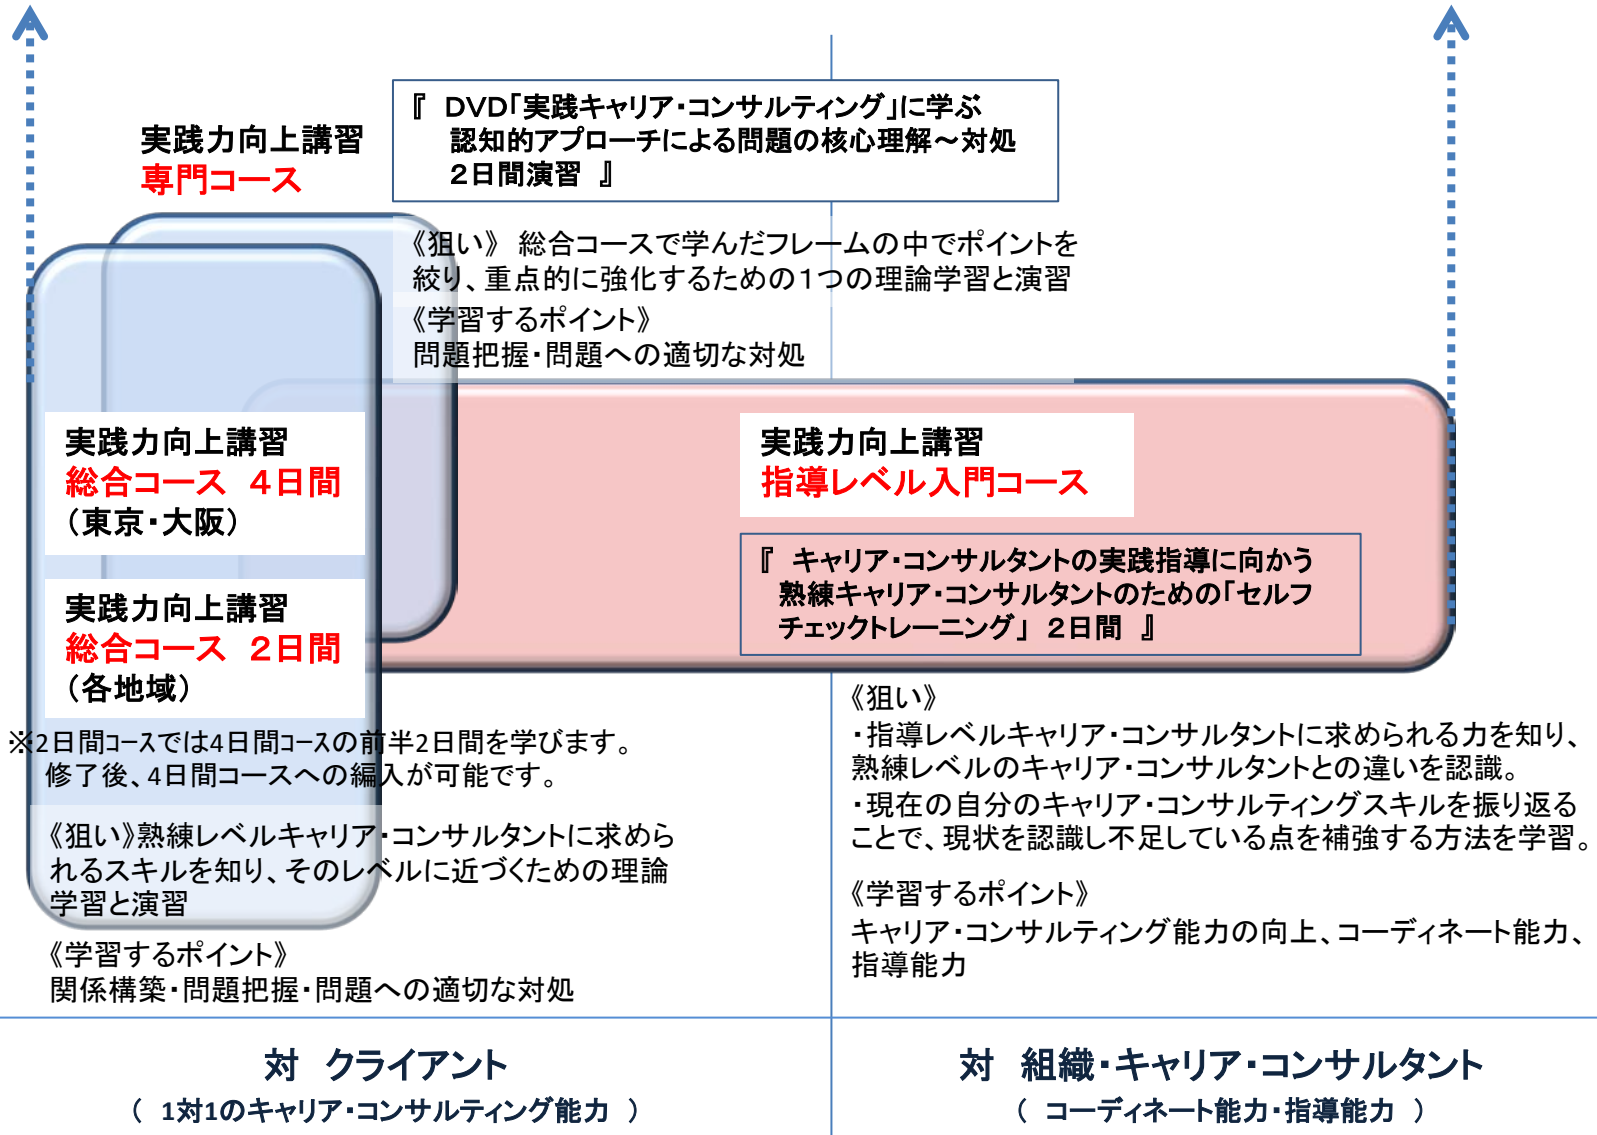 実践力向上講習
専門コース
『 DVD「実践キャリア・コンサルティング」に学ぶ
認知的アプローチによる問題の核心理解～対処
２日間演習 』
《狙い》 総合コースで学んだフレームの中でポイントを
絞り、重点的に強化するための１つの理論学習と演習
《学習するポイント》
問題把握・問題への適切な対処
実践力向上講習
総合コース ４日間
（東京・大阪）
実践力向上講習
総合コース ２日間
（各地域）
※2日間ｺｰｽでは4日間ｺｰｽの前半2日間を学びます。
修了後、4日間コースへの編入が可能です。
《狙い》熟練レベルキャリア・コンサルタントに求めら
れるスキルを知り、そのレベルに近づくための理論
学習と演習
《学習するポイント》
関係構築・問題把握・問題への適切な対処
実践力向上講習
指導レベル入門コース
『 キャリア・コンサルタントの実践指導に向かう
熟練キャリア・コンサルタントのための「セルフ
チェックトレーニング」 ２日間 』
《狙い》
・指導レベルキャリア・コンサルタントに求められる力を知り、
熟練レベルのキャリア・コンサルタントとの違いを認識。
・現在の自分のキャリア・コンサルティングスキルを振り返る
ことで、現状を認識し不足している点を補強する方法を学習。
《学習するポイント》
キャリア・コンサルティング能力の向上、コーディネート能力、
指導能力
対 クライアント
（ 1対1のキャリア・コンサルティング能力 ）
対 組織・キャリア・コンサルタント
（ コーディネート能力・指導能力 ）